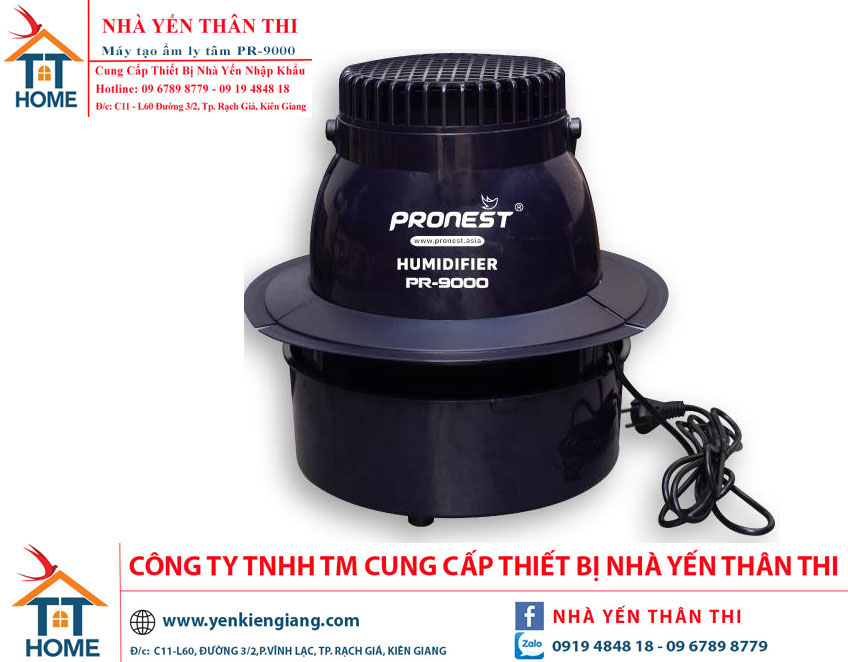 NHÀ YẾN THÂN THI
Máy tạo ẩm ly tâm PR-9000
Cung Cấp Thiết Bị Nhà Yến Nhập Khẩu
Hotline: 09 6789 8779 - 09 19 4848 18
Đ/c: C11 - L60 Đường 3/2, Tp. Rạch Giá, Kiên Giang
TT
HOME
PRONEST ®
www.pronest.asia
HUMIDIFIER
PR-9000
CÔNG TY TNHH TM CUNG CẤP THIẾT BỊ NHÀ YẾN THÂN THI
TT
HOME
www.yenkiengiang.com
f NHÀ YẾN THÂN THI
Đ/c: C11-L60, ĐƯỜNG 3/2,P.VĨNH LẠC, TP. RẠCH GIÁ, KIÊN GIANG
Zalo 0919 4848 18 - 09 6789 8779